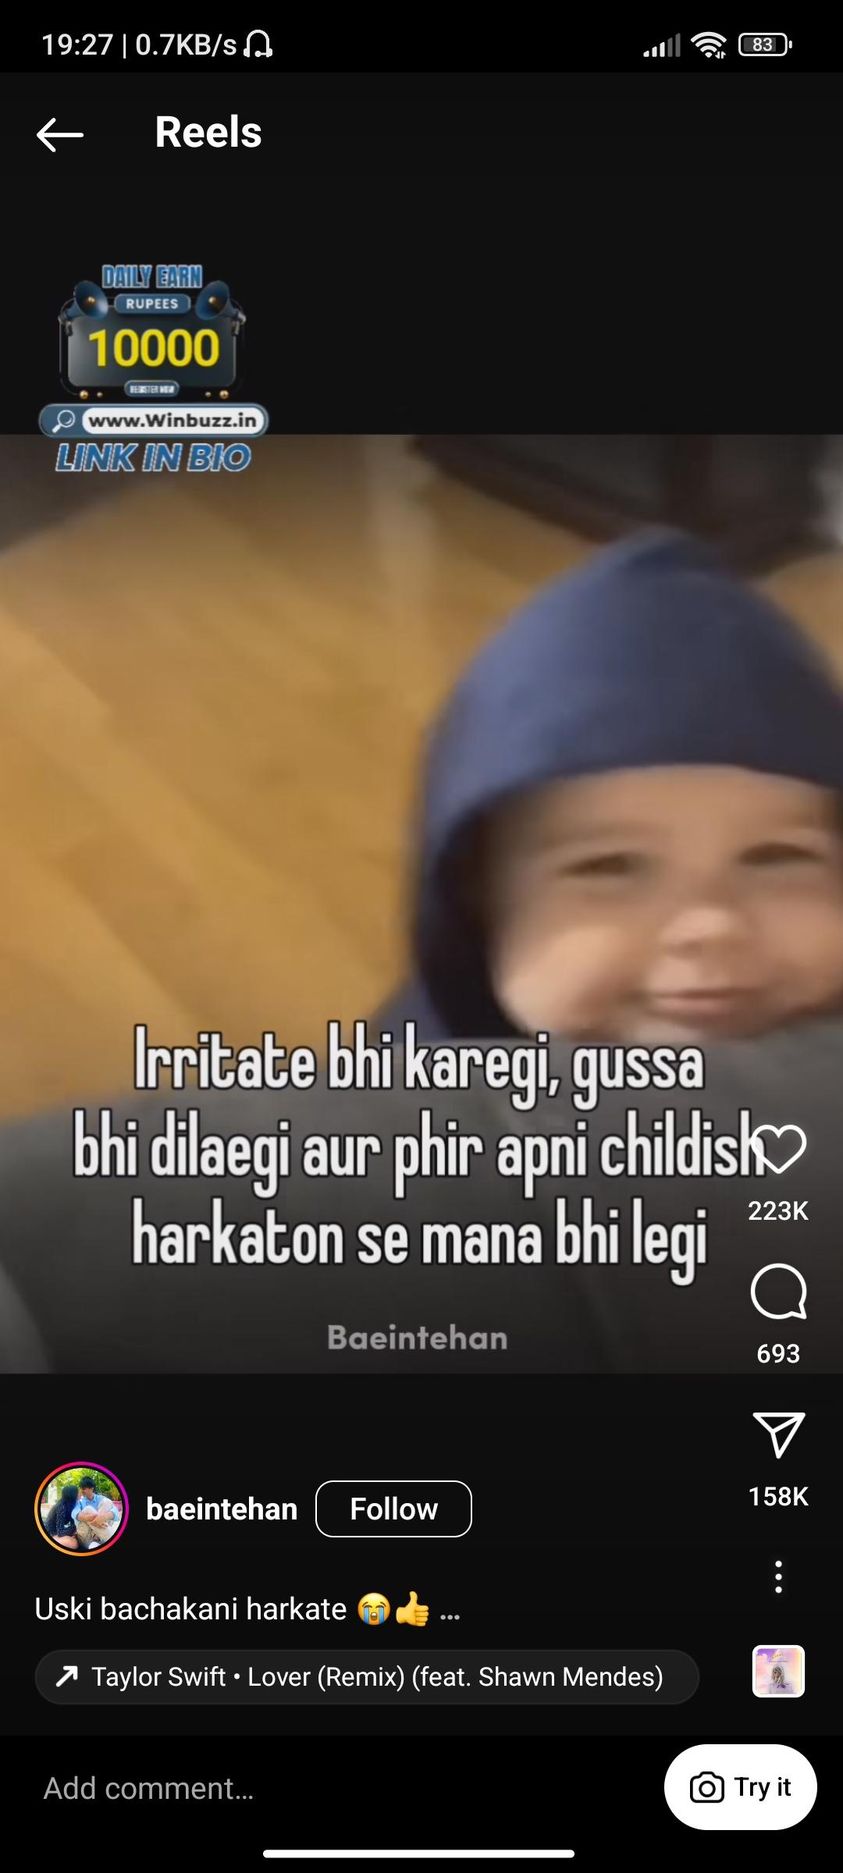 19:27 | 0.7KB/s
83
Reels
DAILY EARN
RUPEES
10000
REGISTER NOW
www.Winbuzz.in
LINK IN BIO
Irritate bhi karegi, gussa
bhi dilaegi aur phir apni childish
harkaton se mana bhi legi
223K
693
Baeintehan
158K
baeintehan
Follow
Uski bachakani harkate 😭👍 ...
Taylor Swift • Lover (Remix) (feat. Shawn Mendes)
Add comment...
Try it